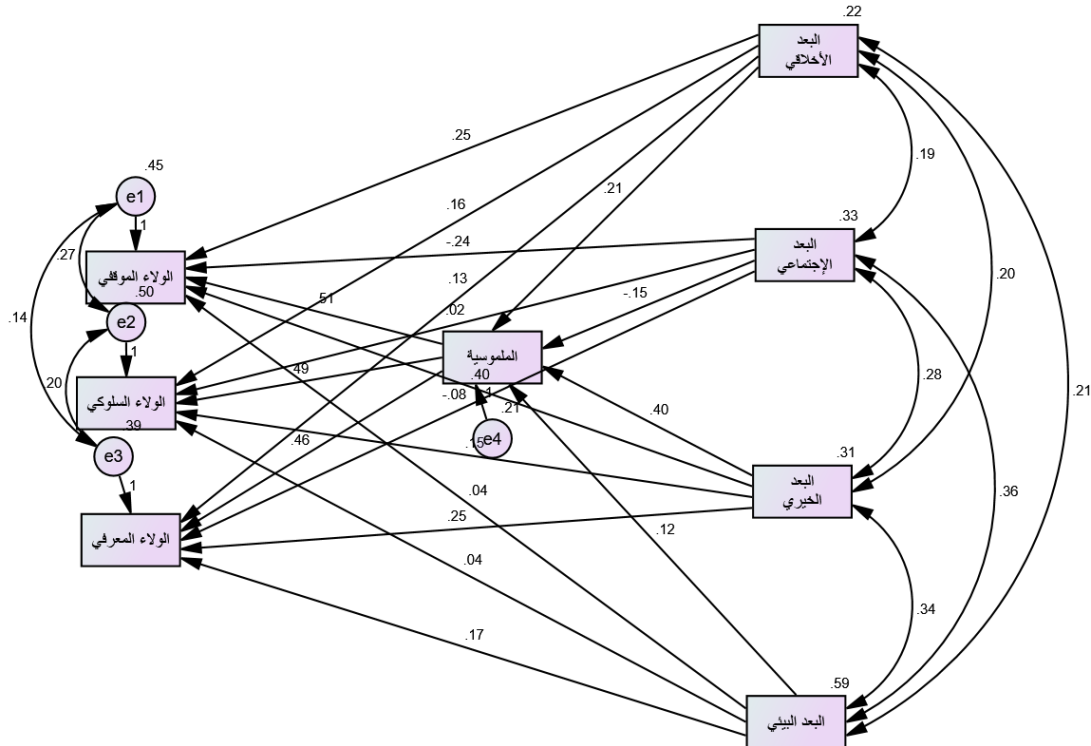 .22
البعد
الأخلاقي
.19
.25
.21
.45
e1
1
.16
.33
البعد
الإجتماعي
.27
-.24
.20
الولاء الموقفي
.50
.13
-.15
.51
.02
.14
e2
1
الملموسية
.40
.28
.21
.20
.49
-.08
.21
1
.40
الولاء السلوكي
.39
e4
.46
.15
e3
1
.31
البعد
الخيري
.36
.04
.25
.12
الولاء المعرفي
.04
.34
.17
.59
البعد البيئي